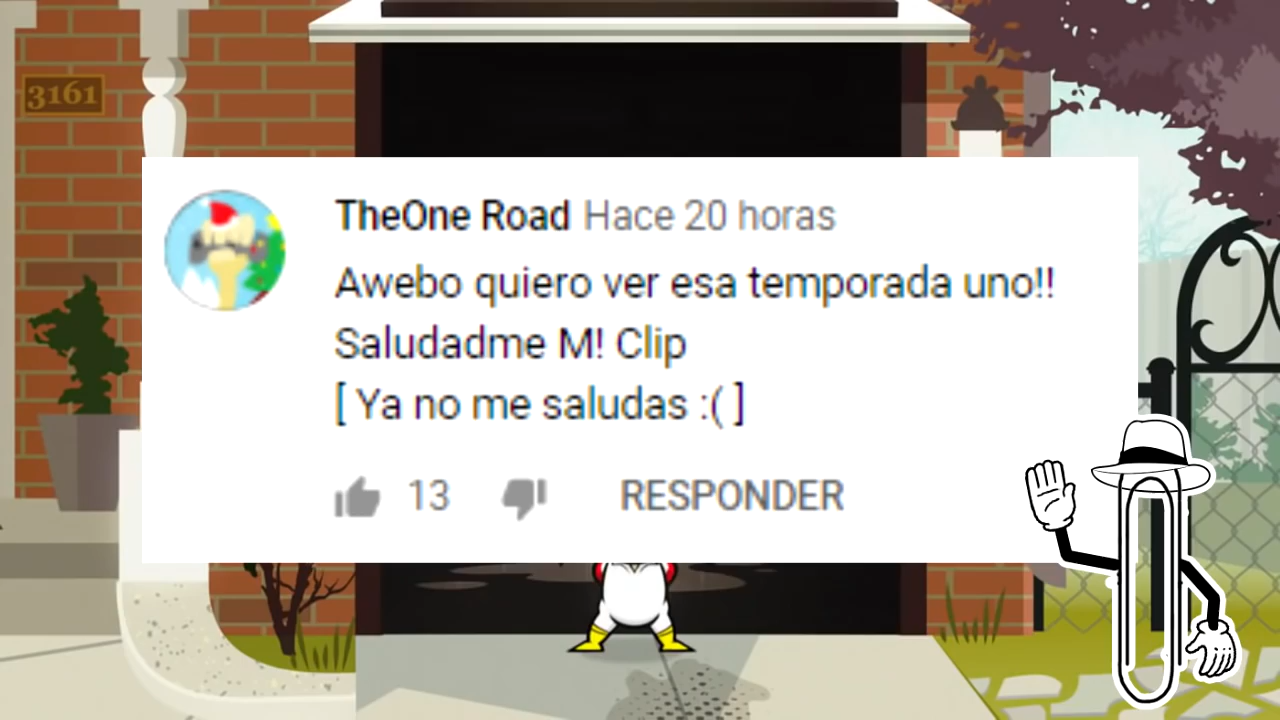 3161
TheOne Road Hace 20 horas
Awebo quiero ver esa temporada uno!!
Saludadme M! Clip
[ Ya no me saludas :( ]
13 RESPONDER